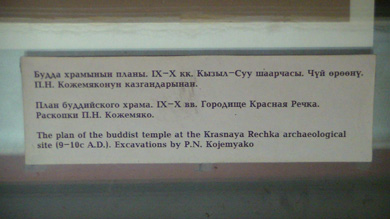 Будда храмынын планы. IX–X кк. Кызыл–Суу шаарчасы. Чүй өрөөнү.
П.Н. Кожемяконун казгандарынан.
План буддийского храма. IX–X вв. Городище Красная Речка.
Раскопки П.Н. Кожемяко.
The plan of the buddist temple at the Krasnaya Rechka archaeological
site (9–10c A.D.). Excavations by P.N. Kojemyako